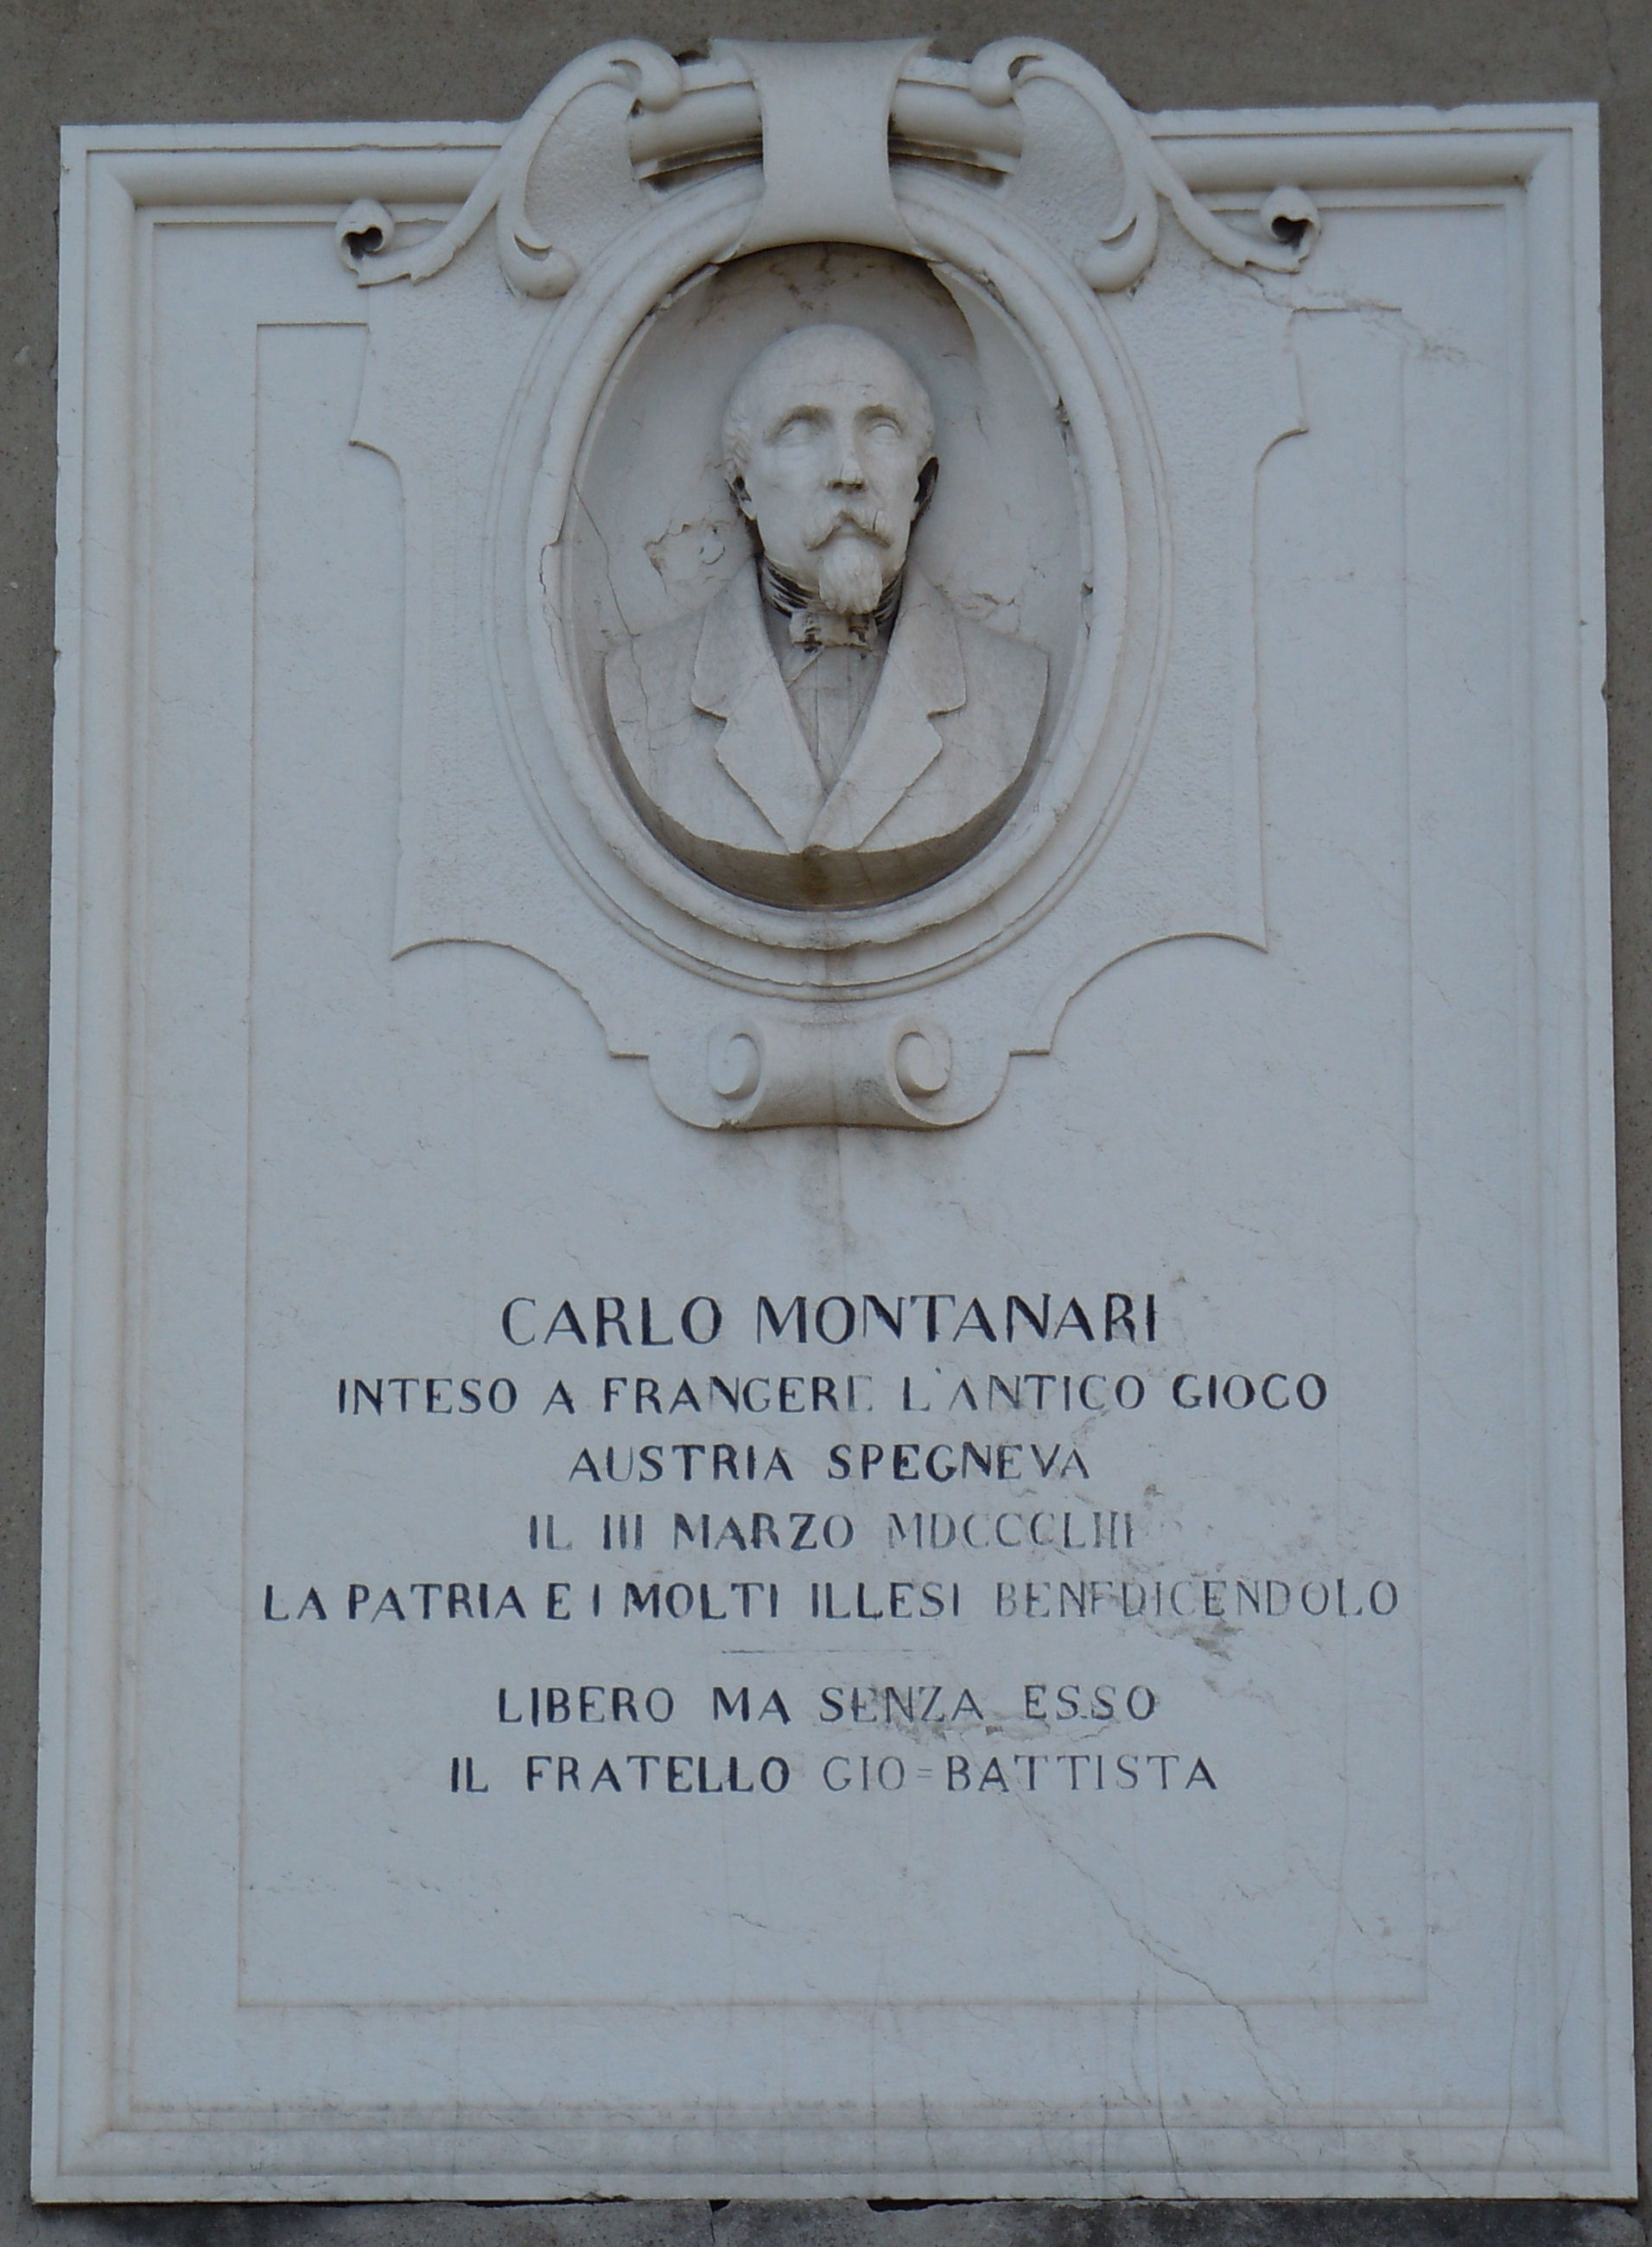 CARLO MONTANARI
INTESO A FRANGERE L'ANTICO GIOGO
AUSTRIA SPEGNEVA
IL III MARZO MDCCCLIII
LA PATRIA E I MOLTI ILLESI BENEDICENDOLO
LIBERO MA SENZA ESSO
IL FRATELLO GIO=BATTISTA